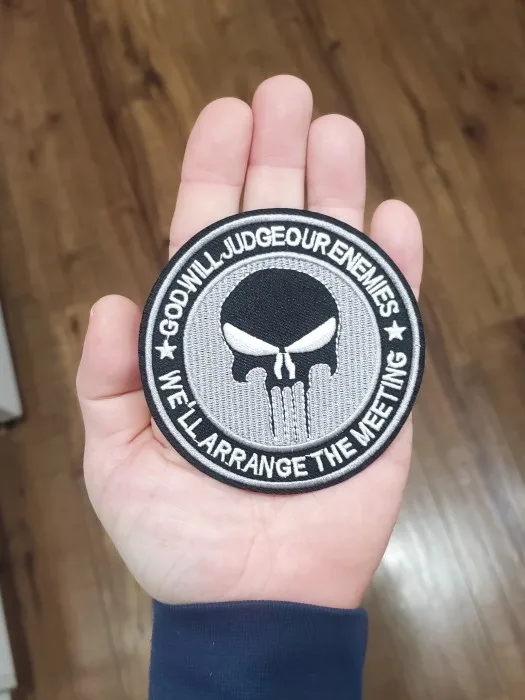 ★GOD WILL JUDGE OUR ENEMIES★
WE'LL ARRANGE THE MEETING